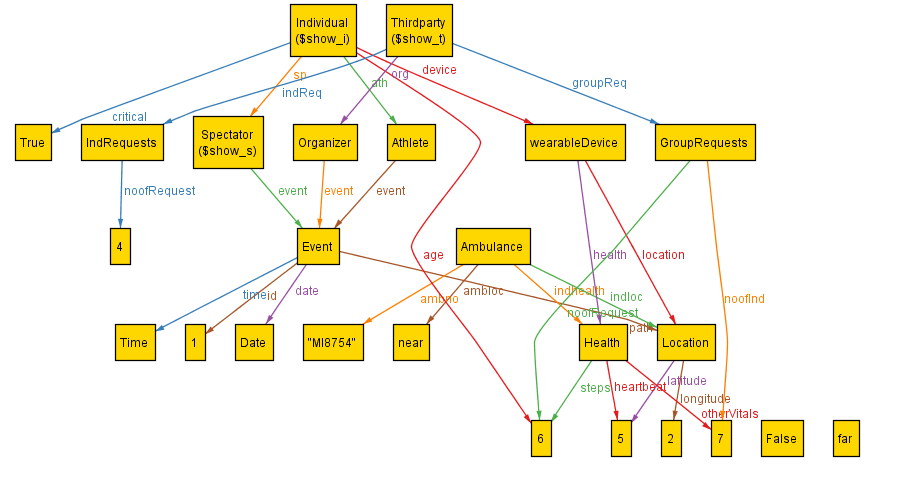 Individual
($show_i)
Thirdparty
($show_t)
sp
ath
org
device
indReq
groupReq
critical
True
IndRequests
Spectator
($show_s)
Organizer
Athlete
wearableDevice
GroupRequests
noofRequest
event
event
event
4
Event
Ambulance
age
health
location
time
id
date
ambno
ambloc
indhealth
indloc
noofInd
noofRequest
path
Time
1
Date
"MI8754"
near
Health
Location
steps
heartbeat
latitude
longitude
otherVitals
6
5
2
7
False
far